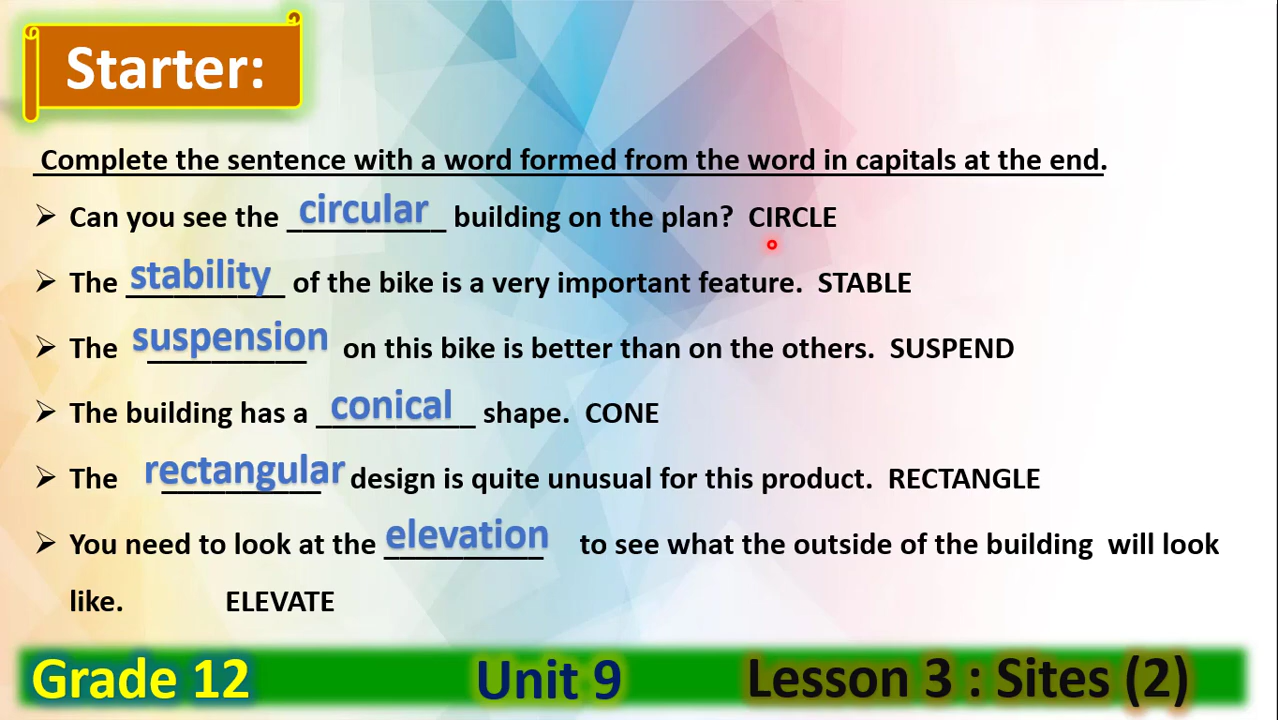 Starter:
Complete the sentence with a word formed from the word in capitals at the end.
➢ Can you see the circular building on the plan? CIRCLE
➢ The stability of the bike is a very important feature. STABLE
➢ The suspension on this bike is better than on the others. SUSPEND
➢ The building has a conical shape. CONE
➢ The rectangular design is quite unusual for this product. RECTANGLE
➢ You need to look at the elevation to see what the outside of the building will look
like. ELEVATE
Grade 12 Unit 9 Lesson 3 : Sites (2)